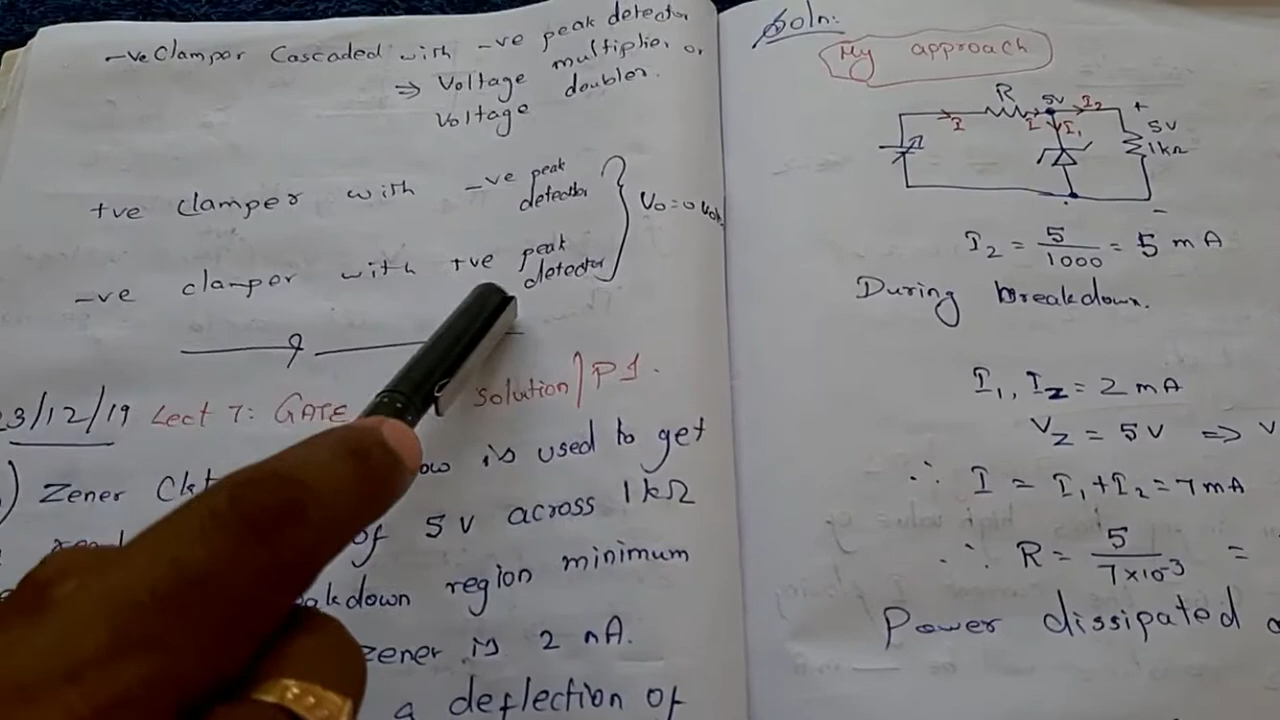 -ve Clamper Cascaded with -ve peak detector
⇒ Voltage multiplier or
Voltage doubler.
+ve clamper with -ve peak detector
-ve clamper with +ve peak detector
} Vo = 0 volt
3/12/19 Lect 7: GATE solution/P1.
Zener Ckt is used to get
of 5 V across 1kΩ
region minimum
zener is 2 nA.
a deflection of
Soln:
My approach
R 5V I2 +
I I I1 5V
1kΩ
-
I2 = 5/1000 = 5 mA
During breakdown.
I1, Iz = 2 mA
Vz = 5V ⇒ V
∴ I = I1 + I2 = 7 mA
∴ R = 5/7×10-3 =
Power dissipated